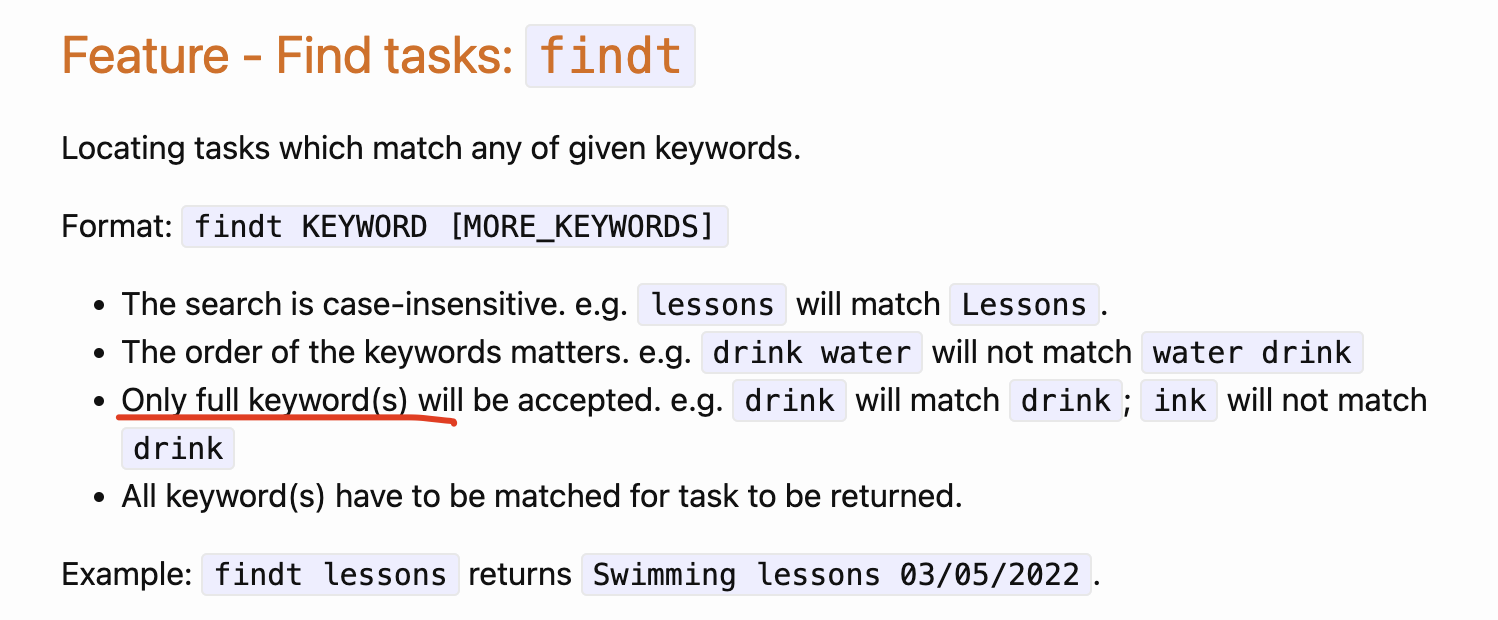 Feature - Find tasks: findt
Locating tasks which match any of given keywords.
Format: findt KEYWORD [MORE_KEYWORDS]
• The search is case-insensitive. e.g. lessons will match Lessons.
• The order of the keywords matters. e.g. drink water will not match water drink
• Only full keyword(s) will be accepted. e.g. drink will match drink; ink will not match
drink
• All keyword(s) have to be matched for task to be returned.
Example: findt lessons returns Swimming lessons 03/05/2022.